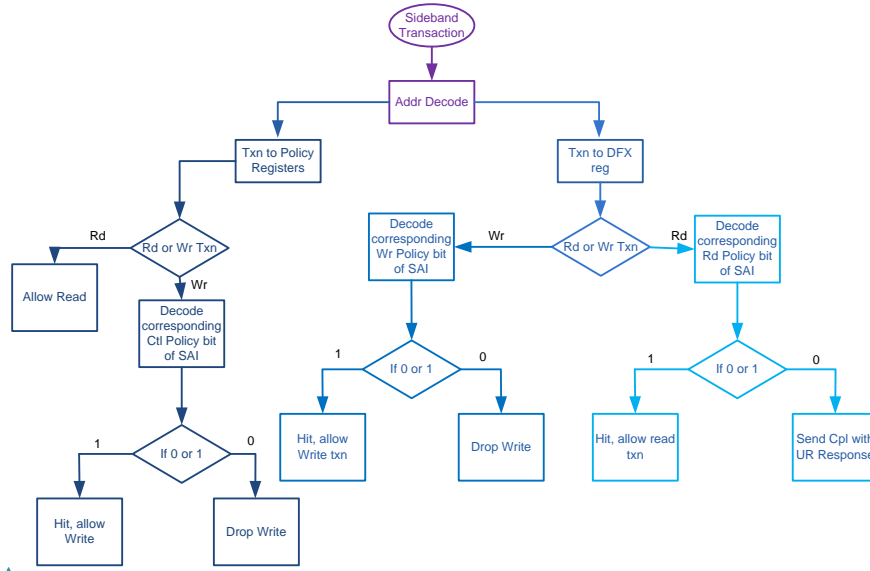 Sideband
Transaction
Addr Decode
Txn to Policy
Registers
Txn to DFX
reg
Rd or Wr Txn
Rd
Wr
Allow Read
Decode
corresponding
Ctl Policy bit
of SAI
If 0 or 1
1
0
Hit, allow
Write
Drop Write
Rd or Wr Txn
Wr
Rd
Decode
corresponding
Wr Policy bit
of SAI
If 0 or 1
1
0
Hit, allow
Write txn
Drop Write
Decode
corresponding
Rd Policy bit
of SAI
If 0 or 1
1
0
Hit, allow read
txn
Send Cpl with
UR Response